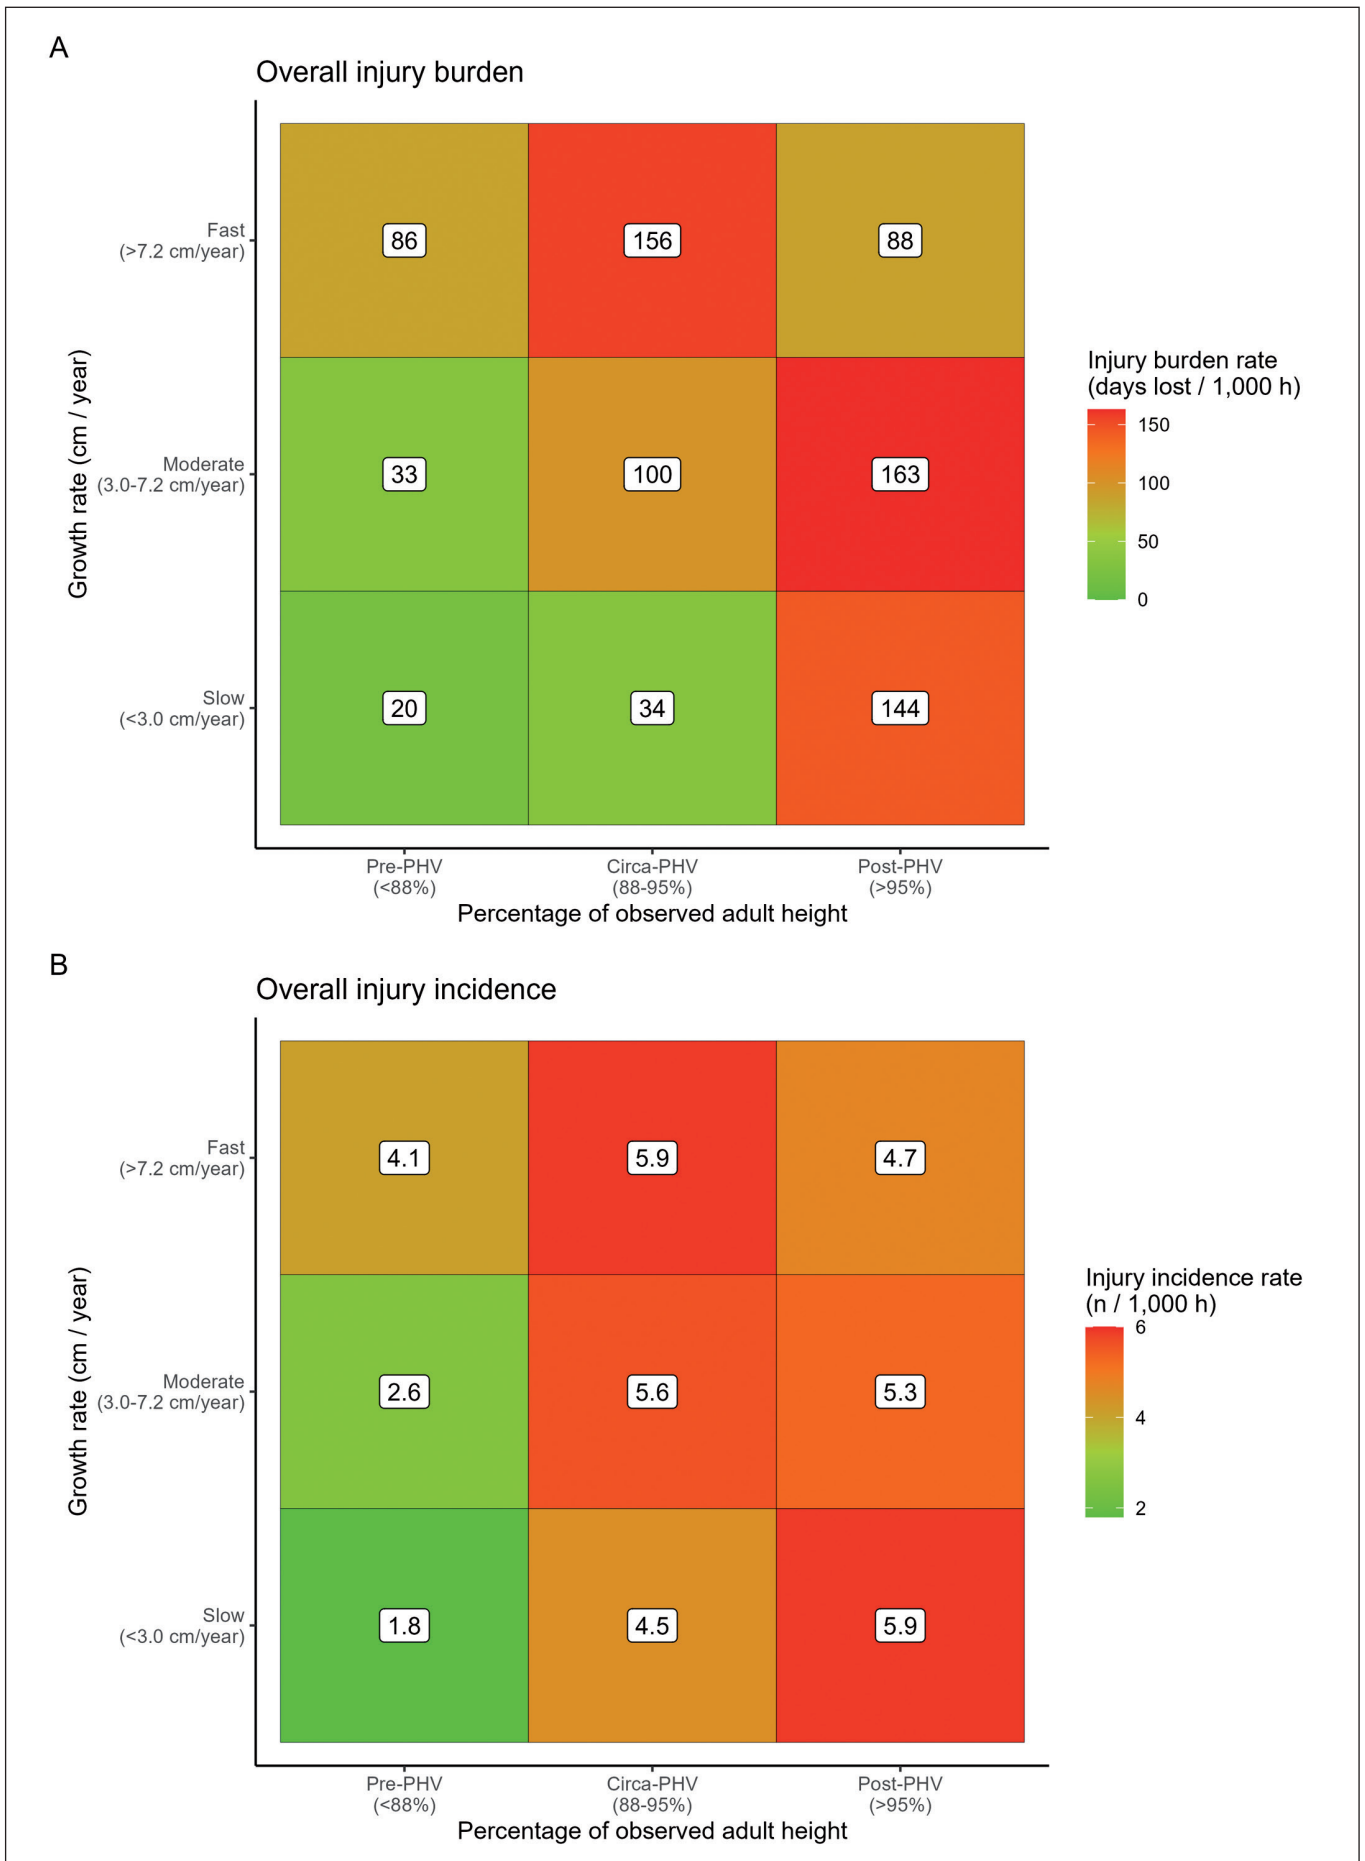 A
Overall injury burden
Growth rate (cm / year)
Fast
(>7.2 cm/year)
86
156
88
Moderate
(3.0-7.2 cm/year)
33
100
163
Slow
(<3.0 cm/year)
20
34
144
Pre-PHV
(<88%)
Circa-PHV
(88-95%)
Post-PHV
(>95%)
Percentage of observed adult height
Injury burden rate
(days lost / 1,000 h)
150
100
50
0
B
Overall injury incidence
Growth rate (cm / year)
Fast
(>7.2 cm/year)
4.1
5.9
4.7
Moderate
(3.0-7.2 cm/year)
2.6
5.6
5.3
Slow
(<3.0 cm/year)
1.8
4.5
5.9
Pre-PHV
(<88%)
Circa-PHV
(88-95%)
Post-PHV
(>95%)
Percentage of observed adult height
Injury incidence rate
(n / 1,000 h)
6
4
2